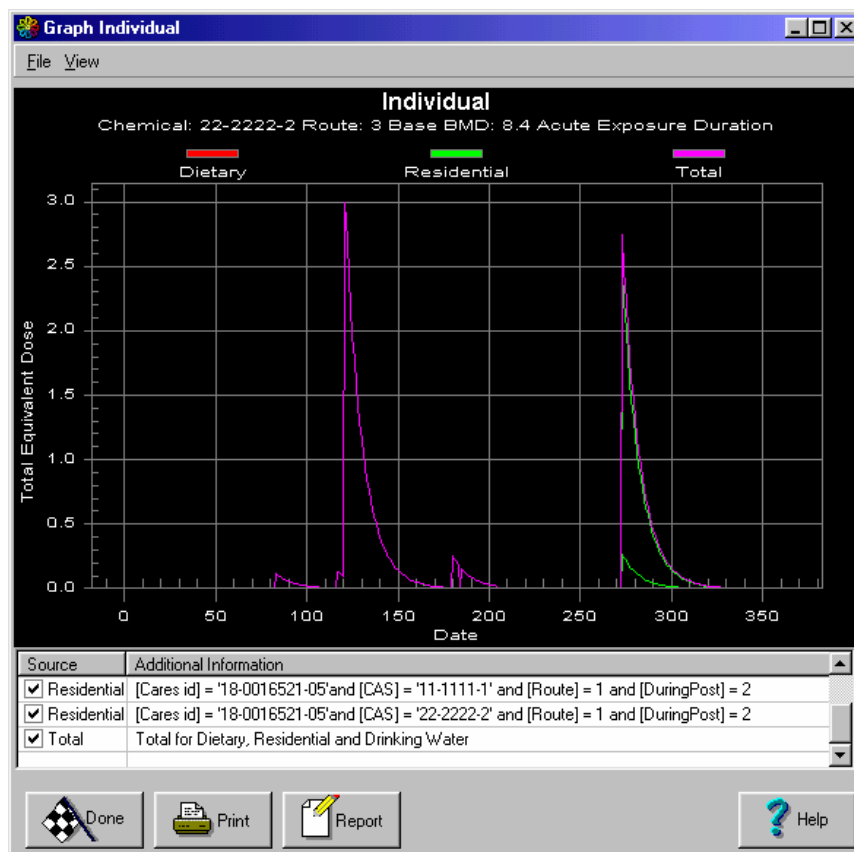 Graph Individual
File View
Individual
Chemical: 22-2222-2 Route: 3 Base BMD: 8.4 Acute Exposure Duration
Dietary Residential Total
3.0
2.5
2.0
1.5
1.0
0.5
0.0
Total Equivalent Dose
0 50 100 150 200 250 300 350
Date
Source Additional Information
Residential [Cares id] = '18-0016521-05'and [CAS] = '11-1111-1' and [Route] = 1 and [DuringPost] = 2
Residential [Cares id] = '18-0016521-05'and [CAS] = '22-2222-2' and [Route] = 1 and [DuringPost] = 2
Total Total for Dietary, Residential and Drinking Water
Done Print Report Help